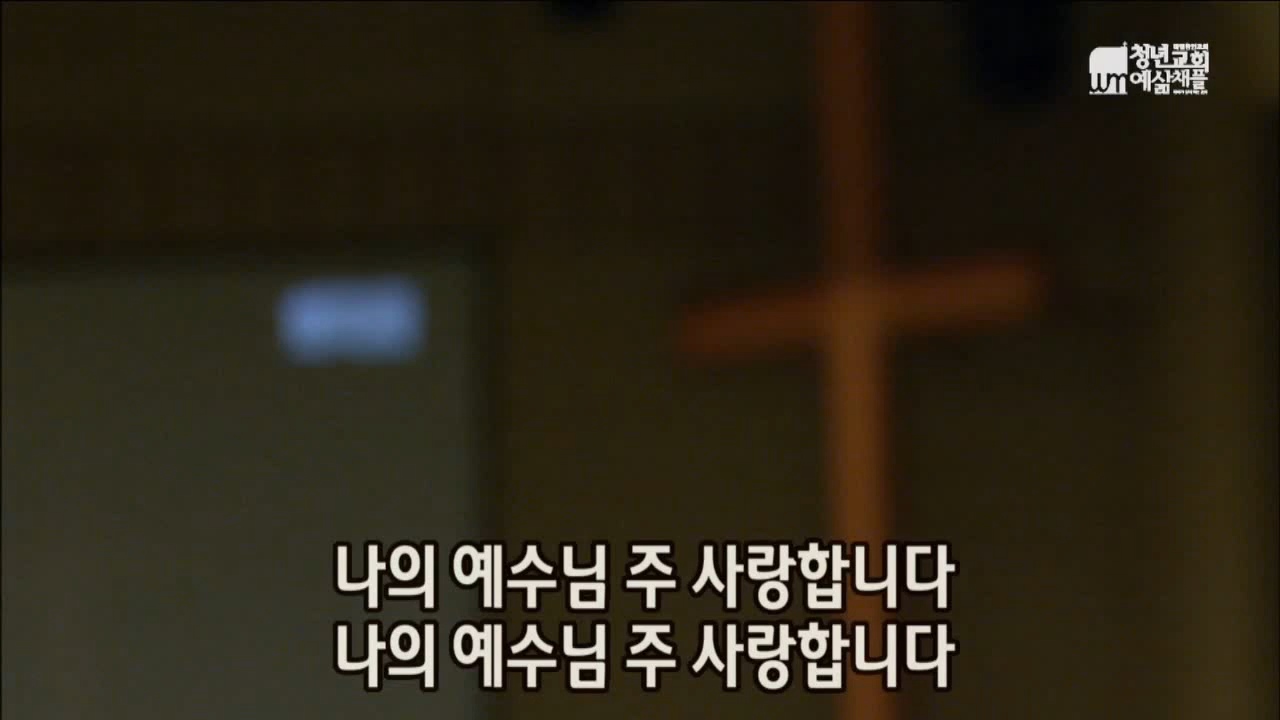 청년교회
예삶채플
나의 예수님 주 사랑합니다
나의 예수님 주 사랑합니다